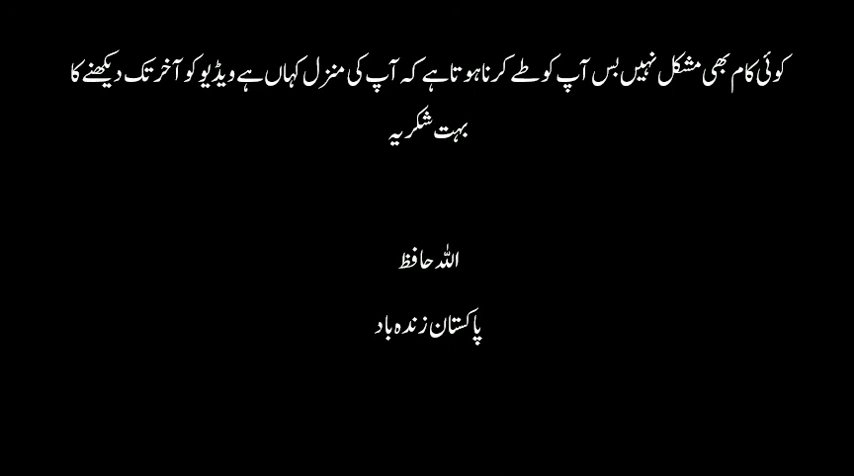 کوئی کام بھی مشکل نہیں بس آپ کو طے کرنا ہوتا ہے کہ آپ کی منزل کہاں ہے ویڈیو کو آخر تک دیکھنے کا
بہت شکریہ
اللہ حافظ
پاکستان زندہ باد